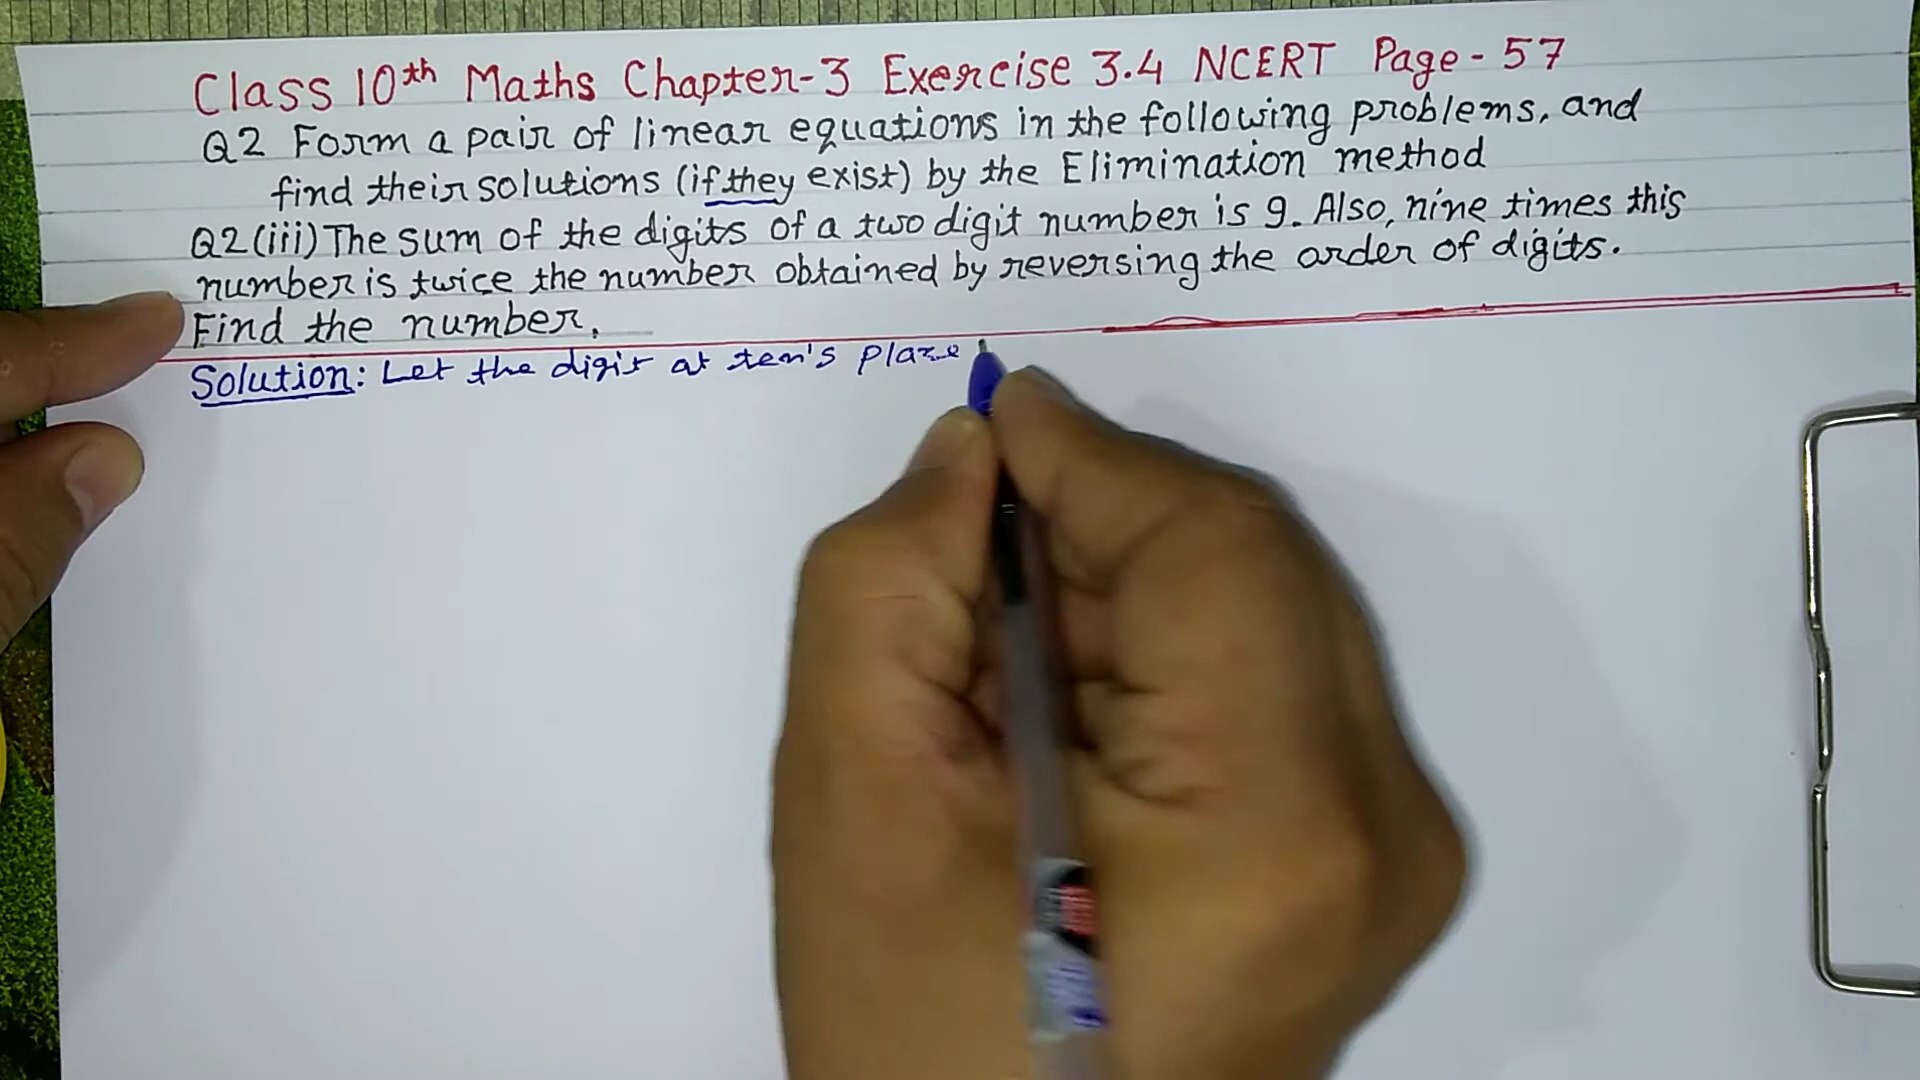 Class 10th Maths Chapter-3 Exercise 3.4 NCERT Page-57
Q2 Form a pair of linear equations in the following problems, and
find their solutions (if they exist) by the Elimination method
Q2(iii) The sum of the digits of a two digit number is 9. Also, nine times this
number is twice the number obtained by reversing the order of digits.
Find the number.
Solution: Let the digit at ten's place